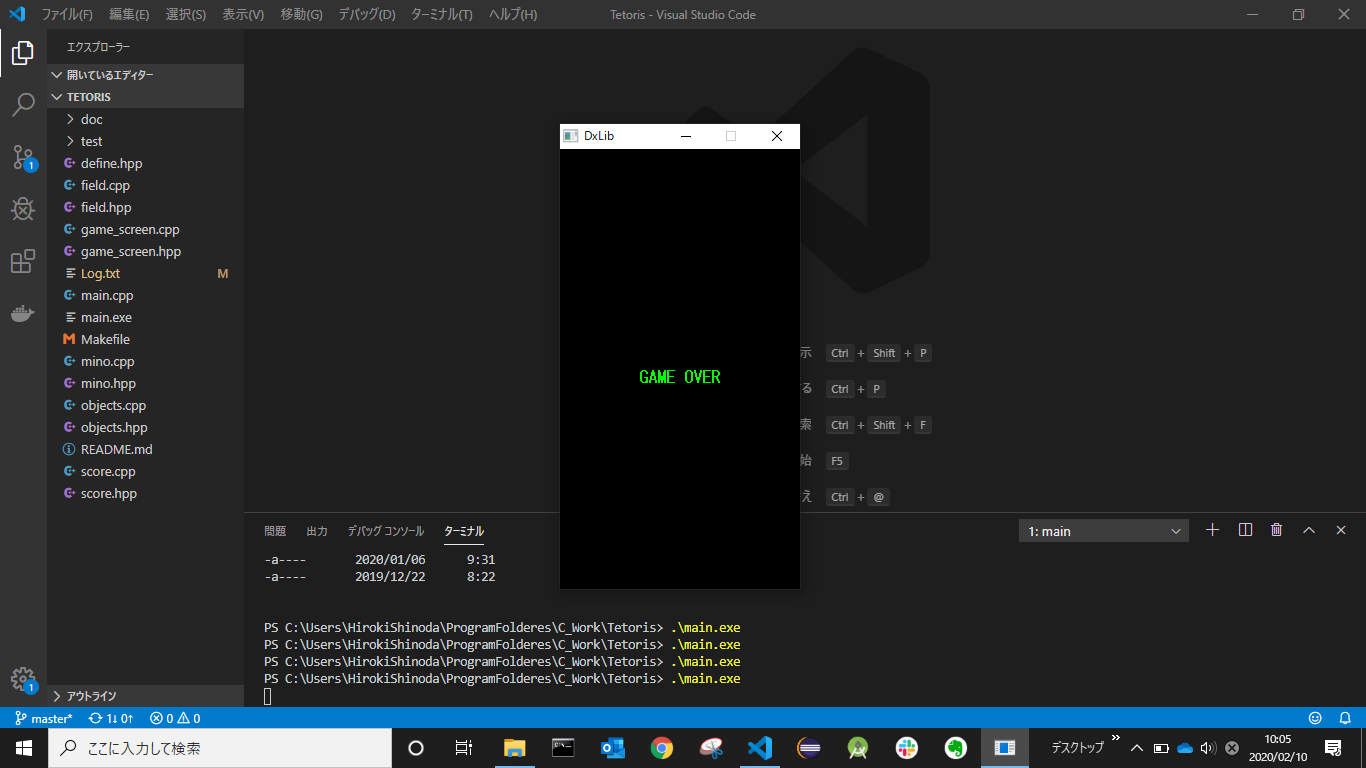 ファイル(F) 編集(E) 選択(S) 表示(V) 移動(G) デバッグ(D) ターミナル(T) ヘルプ(H) Tetoris - Visual Studio Code
エクスプローラー
開いているエディター
TETORIS
doc
test
define.hpp
field.cpp
field.hpp
game_screen.cpp
game_screen.hpp
Log.txt M
main.cpp
main.exe
Makefile
mino.cpp
mino.hpp
objects.cpp
objects.hpp
README.md
score.cpp
score.hpp
アウトライン
1
1
DxLib
GAME OVER
示 Ctrl + Shift + P
る Ctrl + P
索 Ctrl + Shift + F
始 F5
え Ctrl + @
問題 出力 デバッグ コンソール ターミナル 1: main
-a---- 2020/01/06 9:31
-a---- 2019/12/22 8:22
PS C:\Users\HirokiShinoda\ProgramFolderes\C_Work\Tetoris> .\main.exe
PS C:\Users\HirokiShinoda\ProgramFolderes\C_Work\Tetoris> .\main.exe
PS C:\Users\HirokiShinoda\ProgramFolderes\C_Work\Tetoris> .\main.exe
PS C:\Users\HirokiShinoda\ProgramFolderes\C_Work\Tetoris> .\main.exe
master* 1↓ 0↑ 0 0
ここに入力して検索
デスクトップ
10:05
2020/02/10